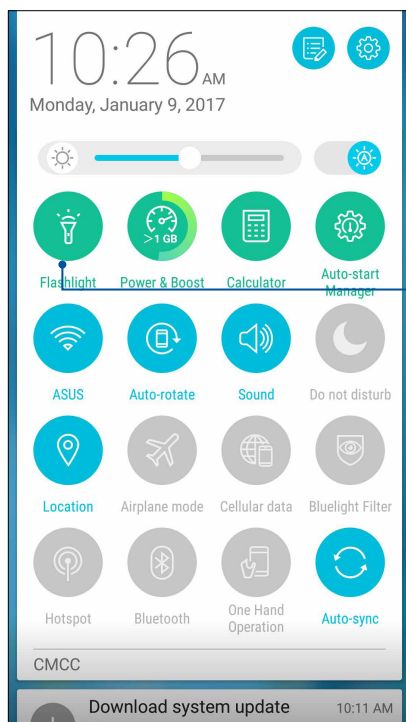 10:26 AM
Monday, January 9, 2017
A
>1 GB
Flashlight Power & Boost Calculator Auto-start
Manager
ASUS Auto-rotate Sound Do not disturb
Location Airplane mode Cellular data Bluelight Filter
Hotspot Bluetooth One Hand
Operation Auto-sync
CMCC
Download system update 10:11 AM